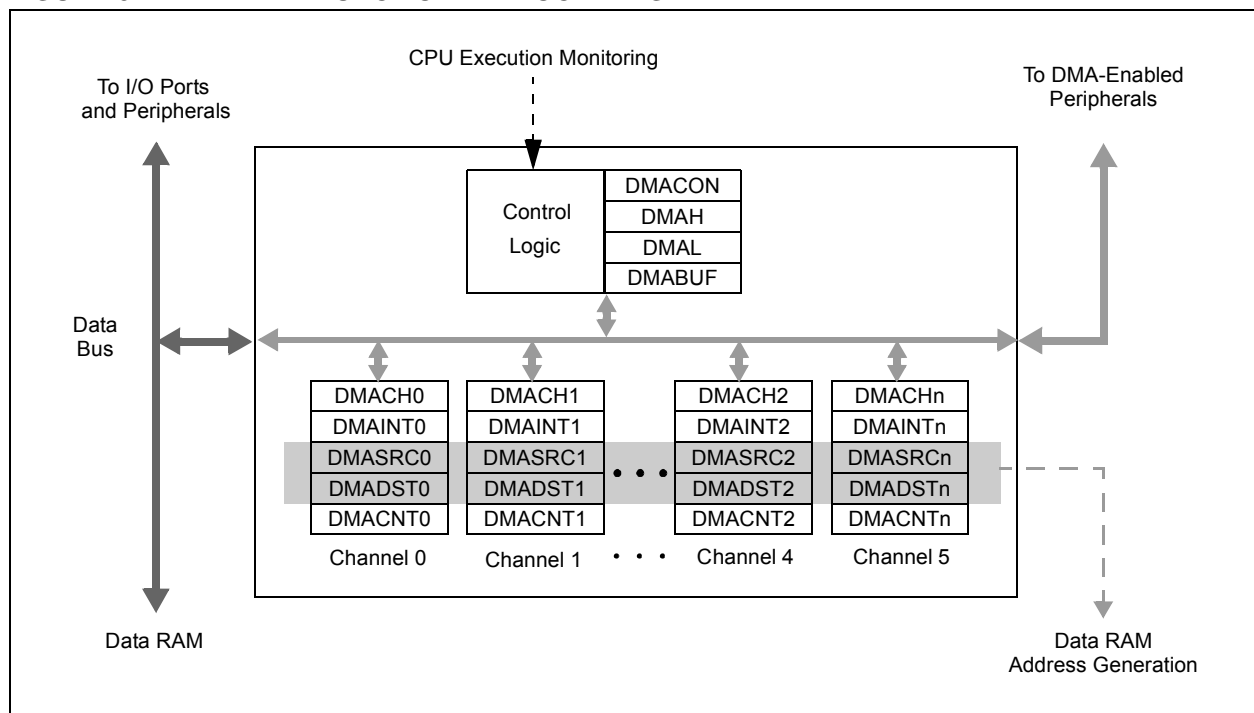 CPU Execution Monitoring
To I/O Ports
and Peripherals
To DMA-Enabled
Peripherals
Control
Logic
DMACON
DMAH
DMAL
DMABUF
Data
Bus
DMACH0
DMAINT0
DMASRC0
DMADST0
DMACNT0
Channel 0
DMACH1
DMAINT1
DMASRC1
DMADST1
DMACNT1
Channel 1
DMACH2
DMAINT2
DMASRC2
DMADST2
DMACNT2
Channel 4
DMACHn
DMAINTn
DMASRCn
DMADSTn
DMACNTn
Channel 5
Data RAM
Data RAM
Address Generation